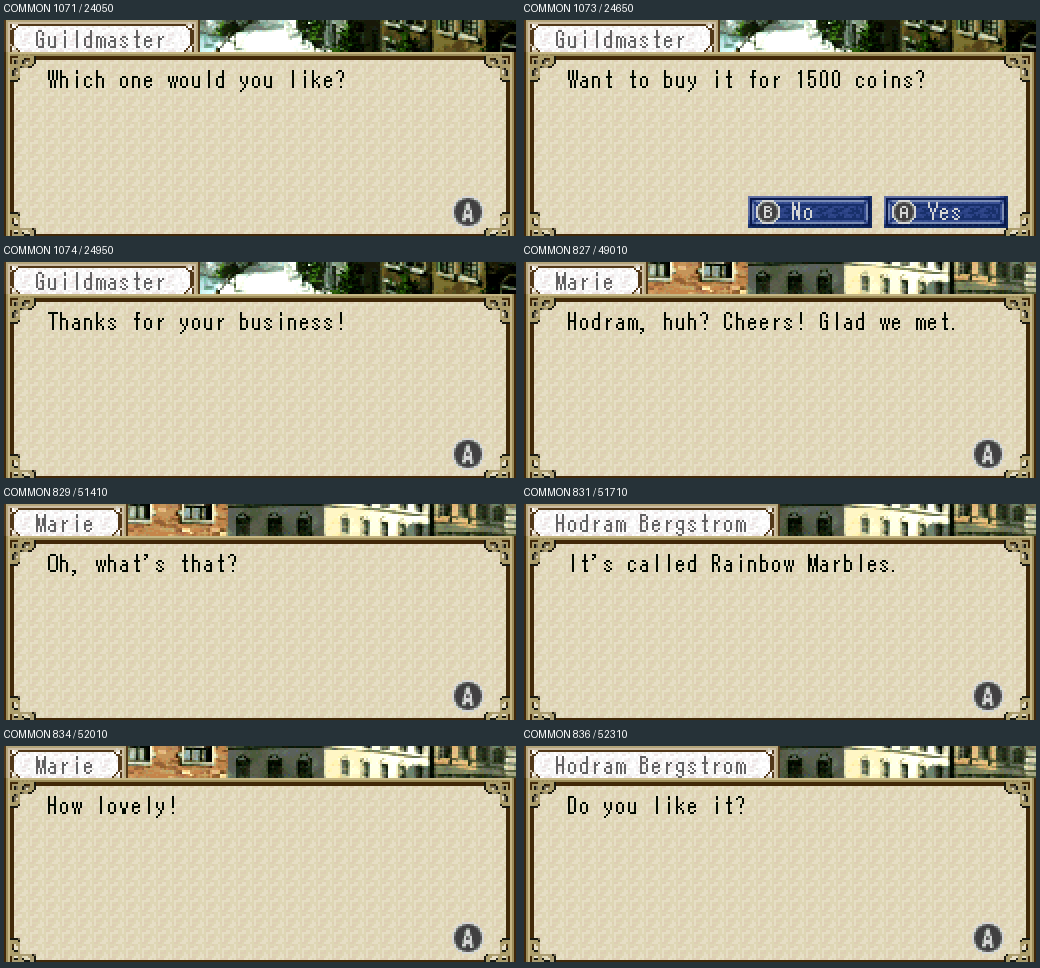 COMMON 1071 / 24050
Guildmaster
Which one would you like?
A
COMMON 1073 / 24650
Guildmaster
Want to buy it for 1500 coins?
B No
A Yes
COMMON 1074 / 24950
Guildmaster
Thanks for your business!
A
COMMON 827 / 49010
Marie
Hodram, huh? Cheers! Glad we met.
A
COMMON 829 / 51410
Marie
Oh, what's that?
A
COMMON 831 / 51710
Hodram Bergstrom
It's called Rainbow Marbles.
A
COMMON 834 / 52010
Marie
How lovely!
A
COMMON 836 / 52310
Hodram Bergstrom
Do you like it?
A